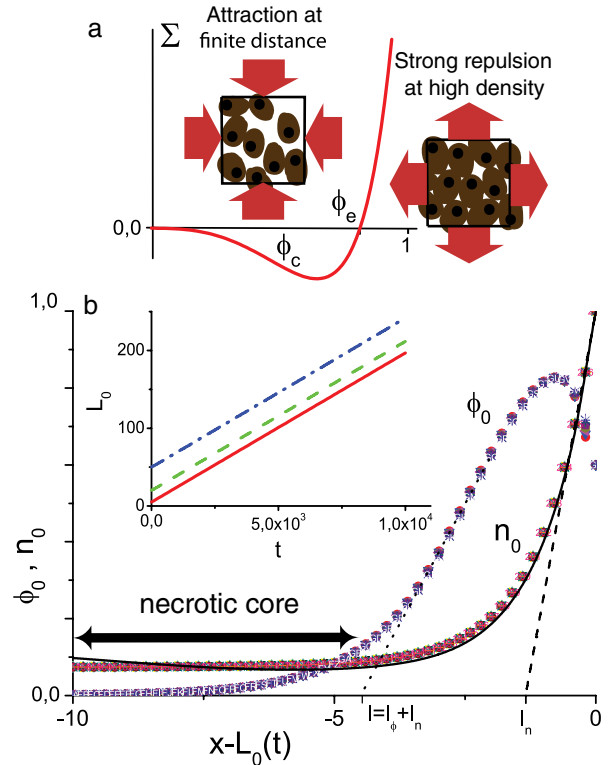 a
Σ
Attraction at
finite distance
Strong repulsion
at high density
0,0
ϕc
ϕe
1
b
1,0
0,0
ϕ0 , n0
L0
200
100
0
0,0
5,0x10³
1,0x10⁴
t
ϕ0
n0
necrotic core
-10
-5
l=lϕ+ln
ln
0
x-L0(t)